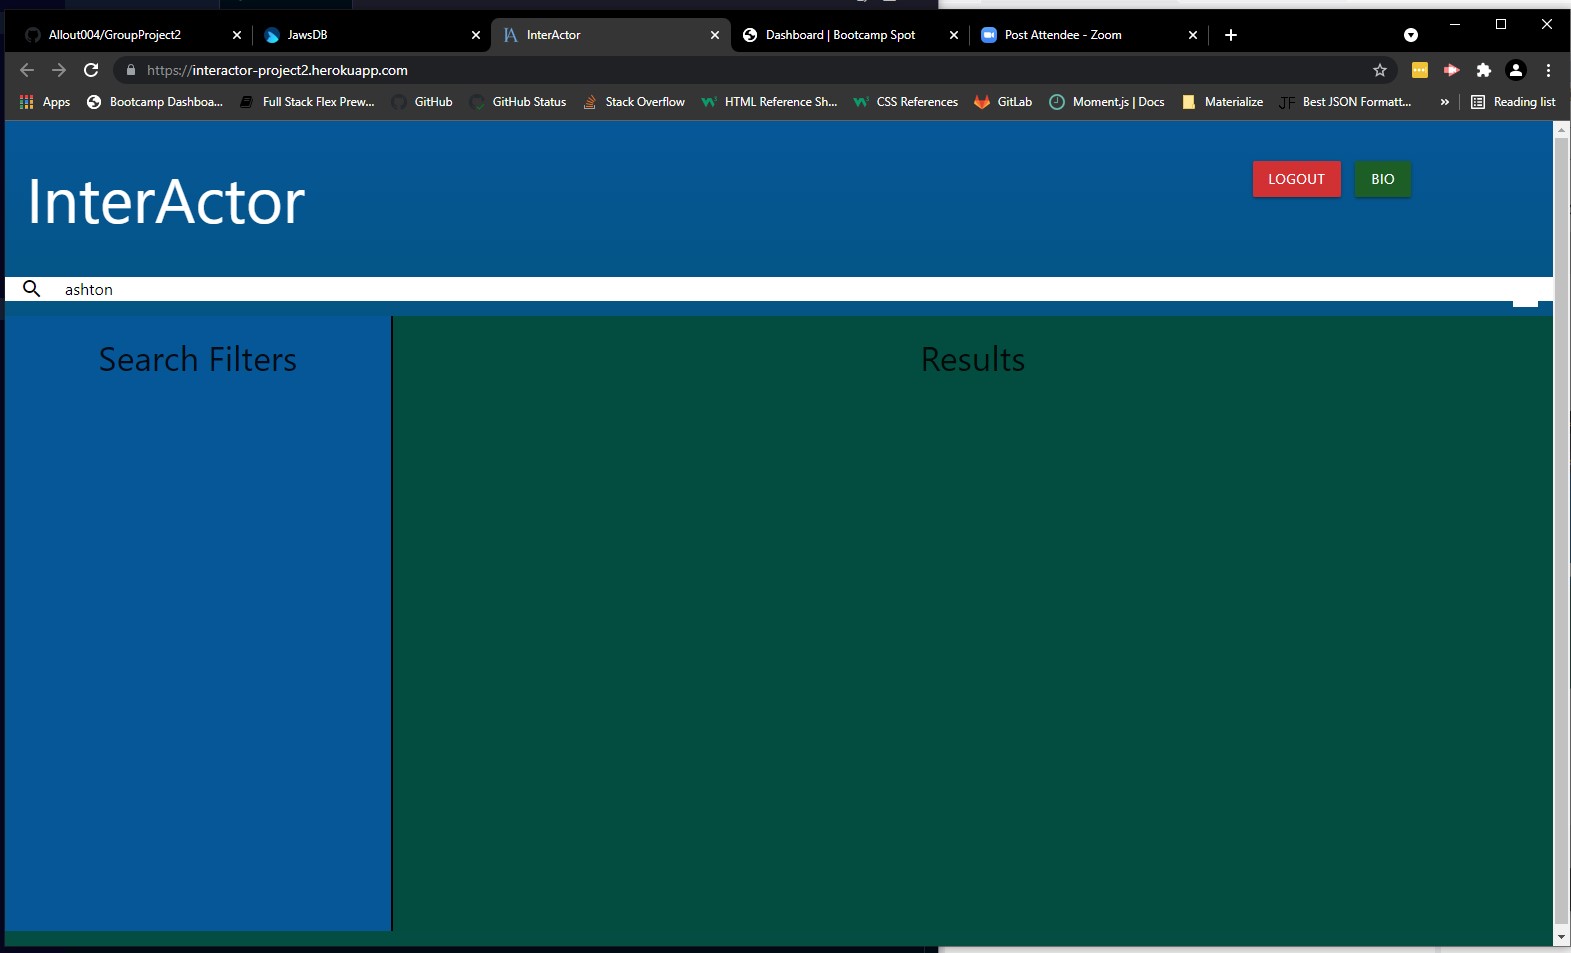 Allout004/GroupProject2
JawsDB
InterActor
Dashboard | Bootcamp Spot
Post Attendee - Zoom
https://interactor-project2.herokuapp.com
Apps
Bootcamp Dashboa...
Full Stack Flex Prew...
GitHub
GitHub Status
Stack Overflow
HTML Reference Sh...
CSS References
GitLab
Moment.js | Docs
Materialize
JF
Best JSON Formatt...
»
Reading list
InterActor
LOGOUT
BIO
ashton
Search Filters
Results